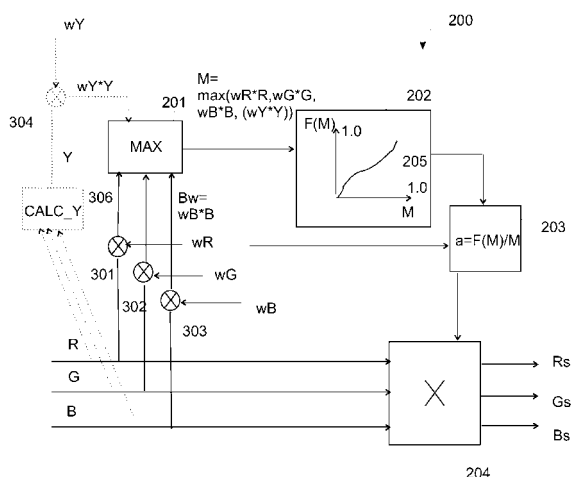 wY
200
wY*Y
M=
max(wR*R,wG*G,
wB*B, (wY*Y))
201
202
304
F(M)
1.0
MAX
205
Y
1.0
M
CALC_Y
306
Bw=
wB*B
203
a=F(M)/M
wR
301
wG
302
wB
303
R
G
B
X
Rs
Gs
Bs
204